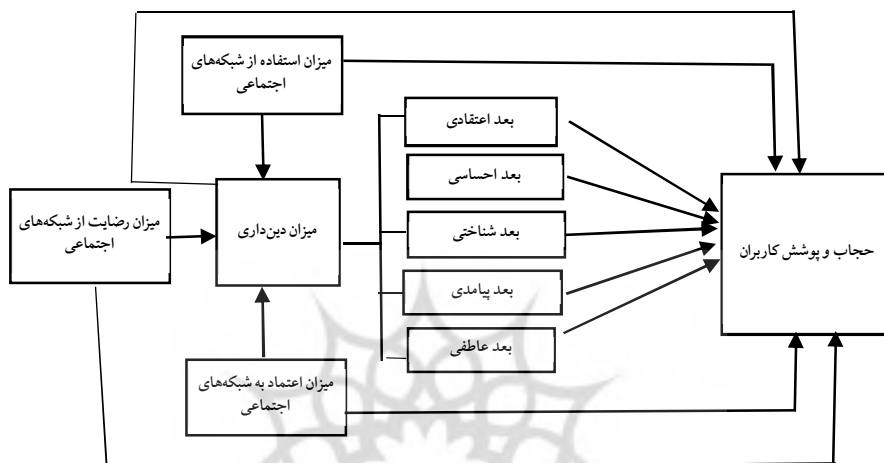 میزان استفاده از شبکه‌های
اجتماعی
بعد اعتقادی
بعد احساسی
بعد شناختی
بعد پیامدی
بعد عاطفی
میزان دین‌داری
میزان رضایت از شبکه‌های
اجتماعی
میزان اعتماد به شبکه‌های
اجتماعی
حجاب و پوشش کاربران